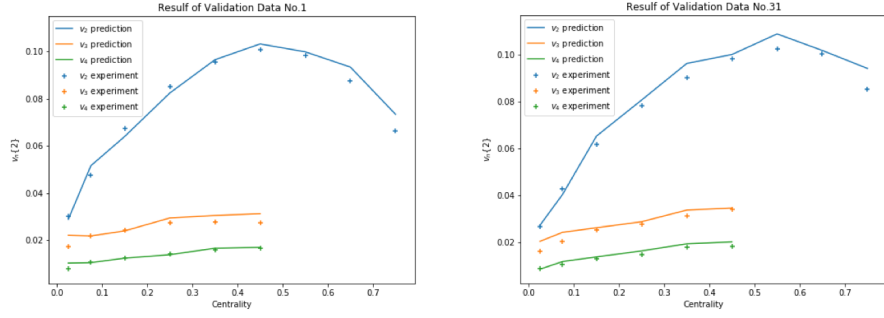 Resulf of Validation Data No.1
v₂ prediction
v₃ prediction
v₄ prediction
v₂ experiment
v₃ experiment
v₄ experiment
0.10
0.08
0.06
0.04
0.02
vₙ{2}
0.0 0.1 0.2 0.3 0.4 0.5 0.6 0.7
Centrality
Resulf of Validation Data No.31
v₂ prediction
v₃ prediction
v₄ prediction
v₂ experiment
v₃ experiment
v₄ experiment
0.10
0.08
0.06
0.04
0.02
vₙ{2}
0.0 0.1 0.2 0.3 0.4 0.5 0.6 0.7
Centrality